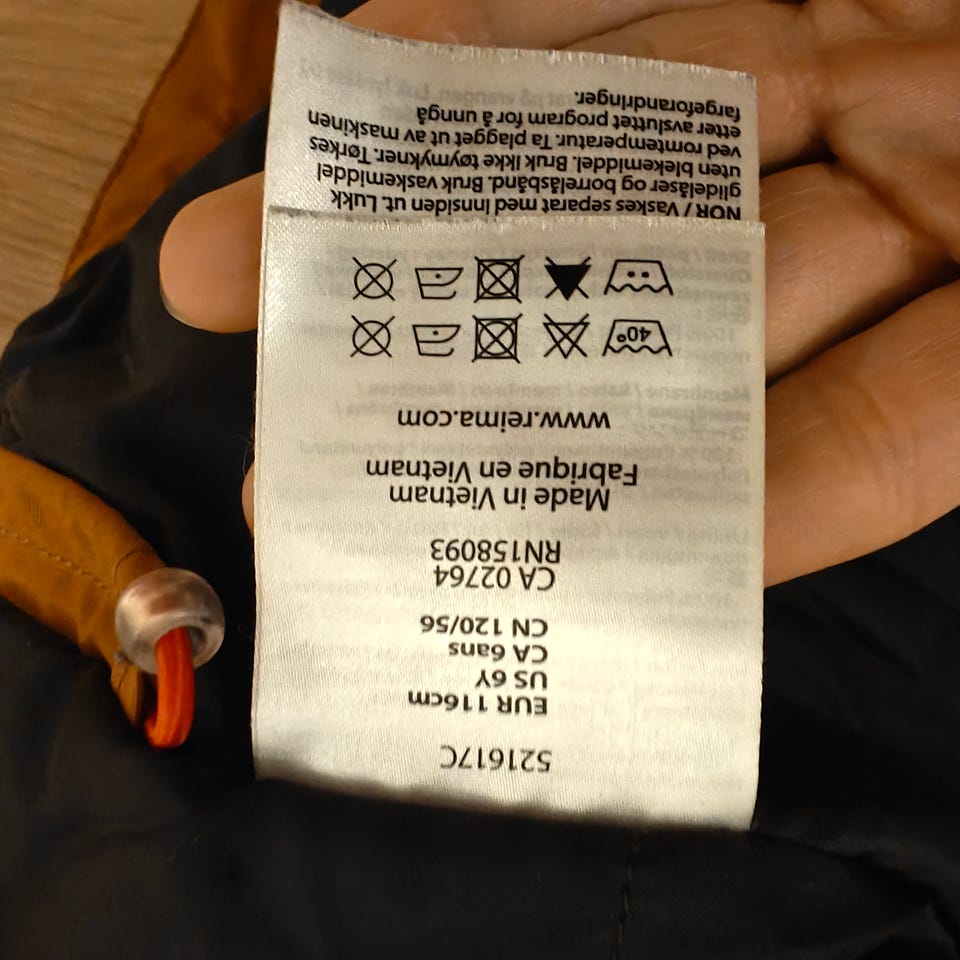 521617C
EUR 116cm
US 6Y
CA 6ans
CN 120/56
CA 02764
RN158093
Made in Vietnam
Fabrique en Vietnam
www.reima.com
40°
NOR / Vaskes separat med innsiden ut. Lukk
glidelåser og borrelåsbånd. Bruk vaskemiddel
uten blekemiddel. Bruk ikke tøymykner. Tørkes
ved romtemperatur. Ta plagget ut av maskinen
etter avsluttet program for å unngå
fargeforandringer.